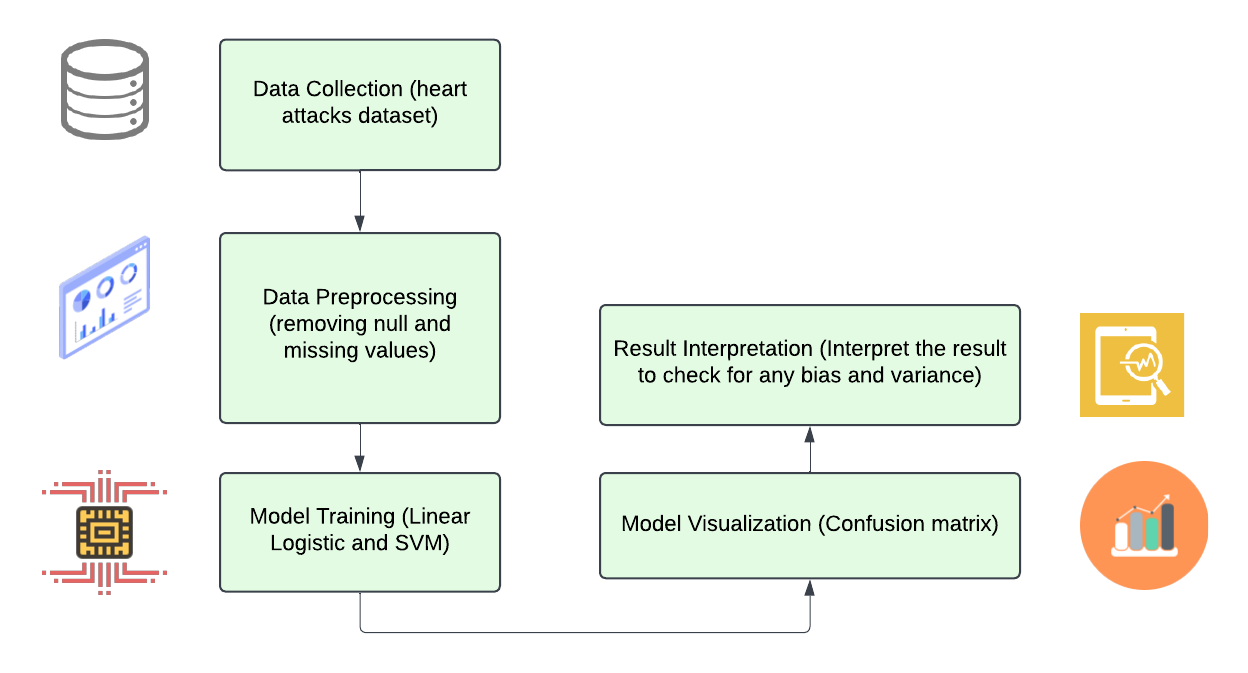 Data Collection (heart
attacks dataset)
Data Preprocessing
(removing null and
missing values)
Model Training (Linear
Logistic and SVM)
Result Interpretation (Interpret the result
to check for any bias and variance)
Model Visualization (Confusion matrix)